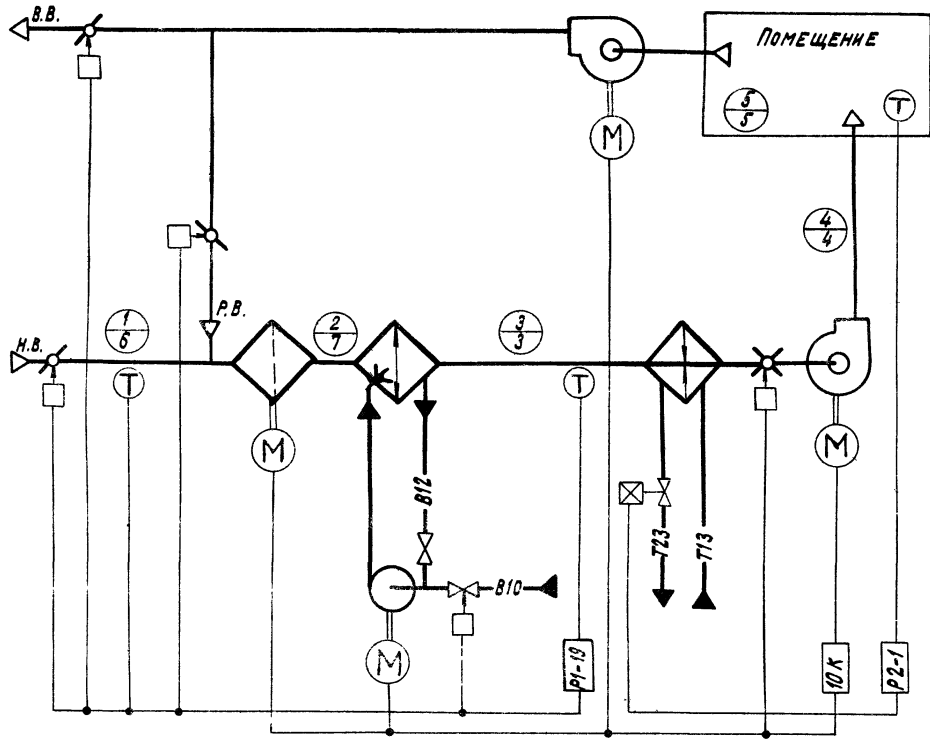 В.В.
ПОМЕЩЕНИЕ
5
5
Т
М
4
4
Р.В.
Н.В.
1
6
2
7
3
3
Т
Т
М
М
В12
Т23
Т13
В10
М
Р1-19
10К
Р2-1